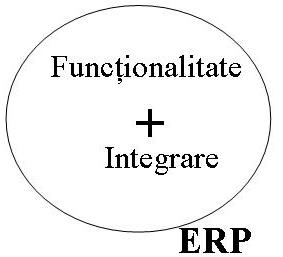 Funcționalitate
+
Integrare
ERP